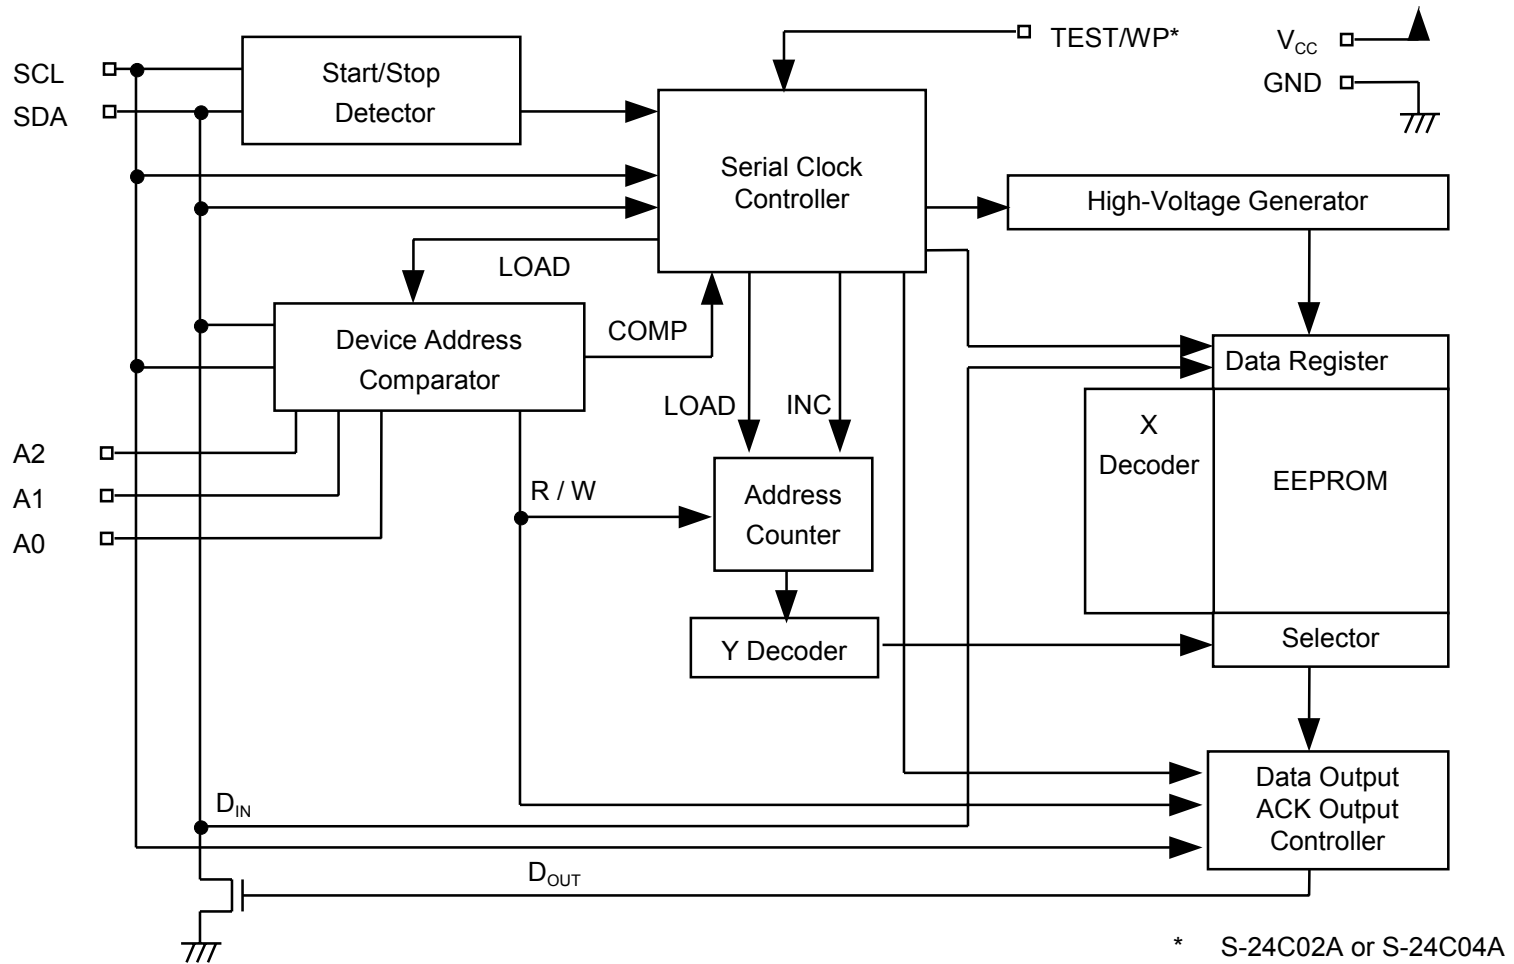 TEST/WP*
VCC
GND
SCL
SDA
Start/Stop
Detector
Serial Clock
Controller
High-Voltage Generator
LOAD
COMP
Device Address
Comparator
LOAD
INC
Data Register
X
Decoder
EEPROM
A2
A1
A0
R / W
Address
Counter
Y Decoder
Selector
Data Output
ACK Output
Controller
DIN
DOUT
* S-24C02A or S-24C04A